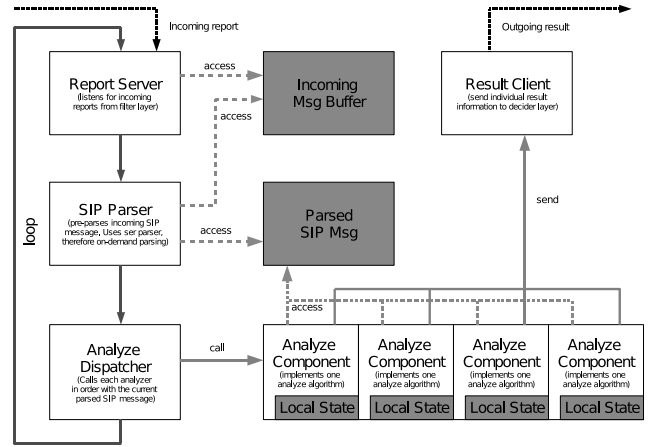 Incoming report
Outgoing result
Report Server
(listens for incoming
reports from filter layer)
access
Incoming
Msg Buffer
access
Result Client
(send individual result
information to decider layer)
loop
SIP Parser
(pre-parses incoming SIP
message, Uses ser parser,
therefore on-demand parsing)
access
Parsed
SIP Msg
send
access
Analyze
Dispatcher
(Calls each analyzer
in order with the current
parsed SIP message)
call
Analyze
Component
(implements one
analyze algorithm)
Local State
Analyze
Component
(implements one
analyze algorithm)
Local State
Analyze
Component
(implements one
analyze algorithm)
Local State
Analyze
Component
(implements one
analyze algorithm)
Local State